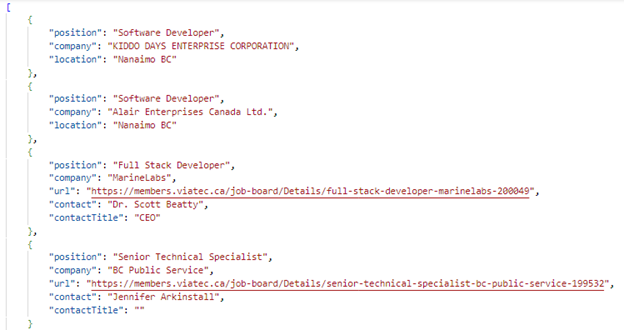 [
{
"position": "Software Developer",
"company": "KIDDO DAYS ENTERPRISE CORPORATION",
"location": "Nanaimo BC"
},
{
"position": "Software Developer",
"company": "Alair Enterprises Canada Ltd.",
"location": "Nanaimo BC"
},
{
"position": "Full Stack Developer",
"company": "MarineLabs",
"url": "https://members.viatec.ca/job-board/Details/full-stack-developer-marinelabs-200049",
"contact": "Dr. Scott Beatty",
"contactTitle": "CEO"
},
{
"position": "Senior Technical Specialist",
"company": "BC Public Service",
"url": "https://members.viatec.ca/job-board/Details/senior-technical-specialist-bc-public-service-199532",
"contact": "Jennifer Arkinstall",
"contactTitle": ""
}